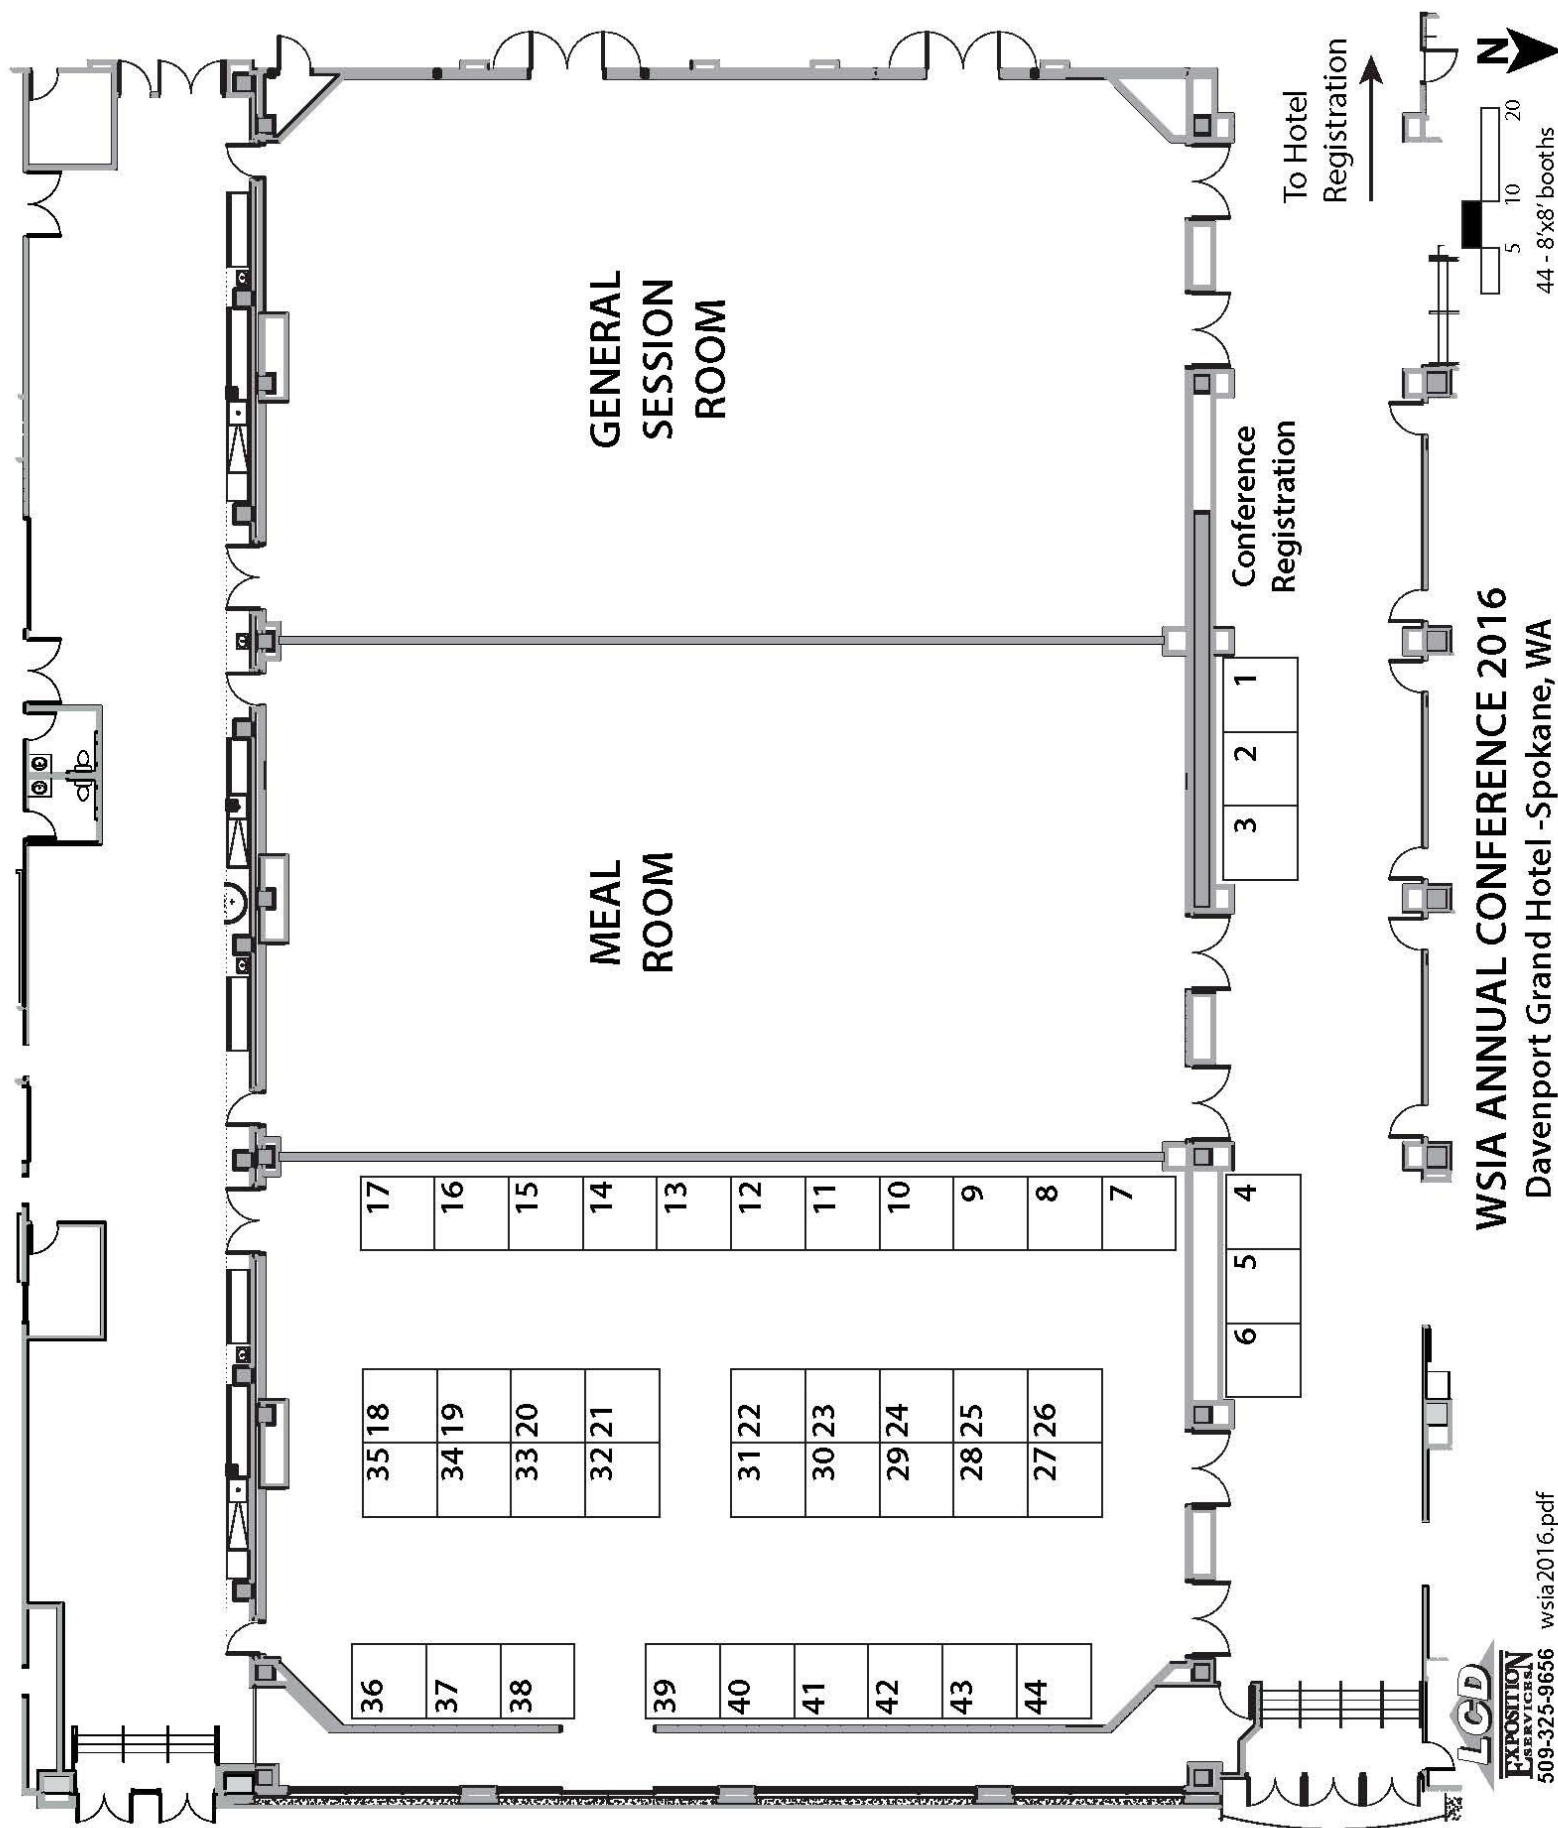 GENERAL
SESSION
ROOM
MEAL
ROOM
To Hotel
Registration
Conference
Registration
1
2
3
4
5
6
7
8
9
10
11
12
13
14
15
16
17
35 18
34 19
33 20
32 21
31 22
30 23
29 24
28 25
27 26
36
37
38
39
40
41
42
43
44
N
5 10 20
44 - 8'x8' booths
WSIA ANNUAL CONFERENCE 2016
Davenport Grand Hotel -Spokane, WA
LCD
EXPOSITION
SERVICES
509-325-9656 wsia2016.pdf